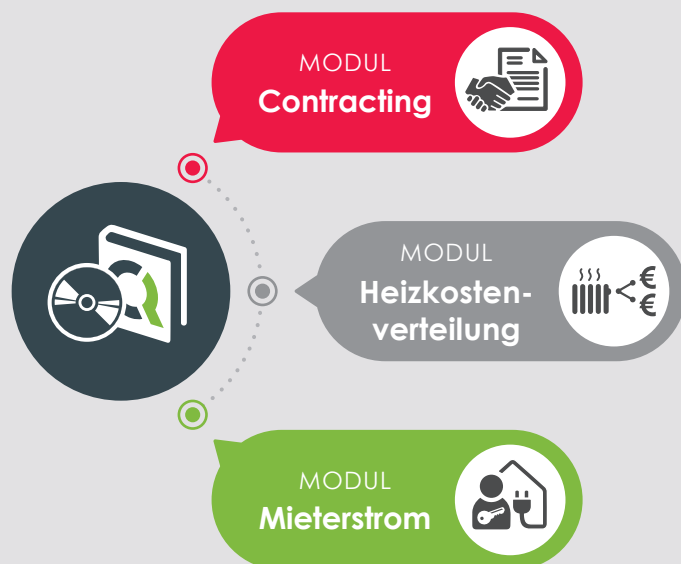 MODUL
Contracting
MODUL
Heizkosten-
verteilung
€
€
MODUL
Mieterstrom